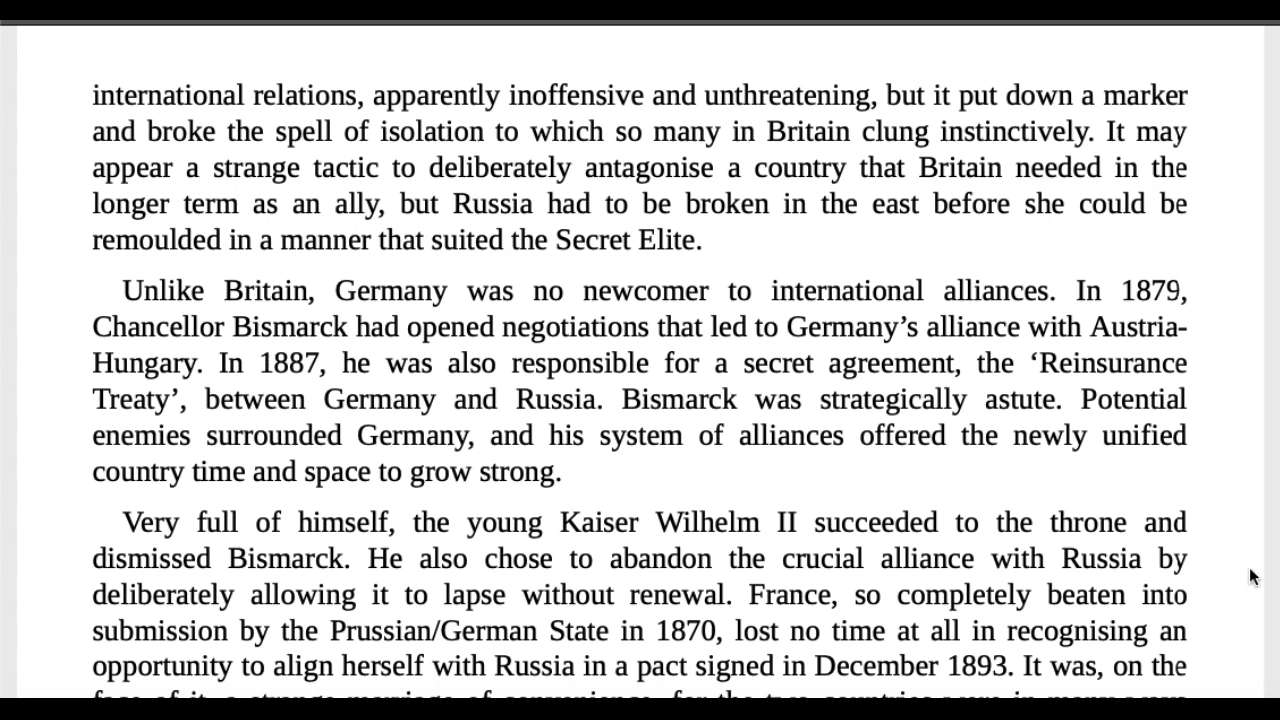 international relations, apparently inoffensive and unthreatening, but it put down a marker
and broke the spell of isolation to which so many in Britain clung instinctively. It may
appear a strange tactic to deliberately antagonise a country that Britain needed in the
longer term as an ally, but Russia had to be broken in the east before she could be
remoulded in a manner that suited the Secret Elite.
Unlike Britain, Germany was no newcomer to international alliances. In 1879,
Chancellor Bismarck had opened negotiations that led to Germany’s alliance with Austria-
Hungary. In 1887, he was also responsible for a secret agreement, the ‘Reinsurance
Treaty’, between Germany and Russia. Bismarck was strategically astute. Potential
enemies surrounded Germany, and his system of alliances offered the newly unified
country time and space to grow strong.
Very full of himself, the young Kaiser Wilhelm II succeeded to the throne and
dismissed Bismarck. He also chose to abandon the crucial alliance with Russia by
deliberately allowing it to lapse without renewal. France, so completely beaten into
submission by the Prussian/German State in 1870, lost no time at all in recognising an
opportunity to align herself with Russia in a pact signed in December 1893. It was, on the